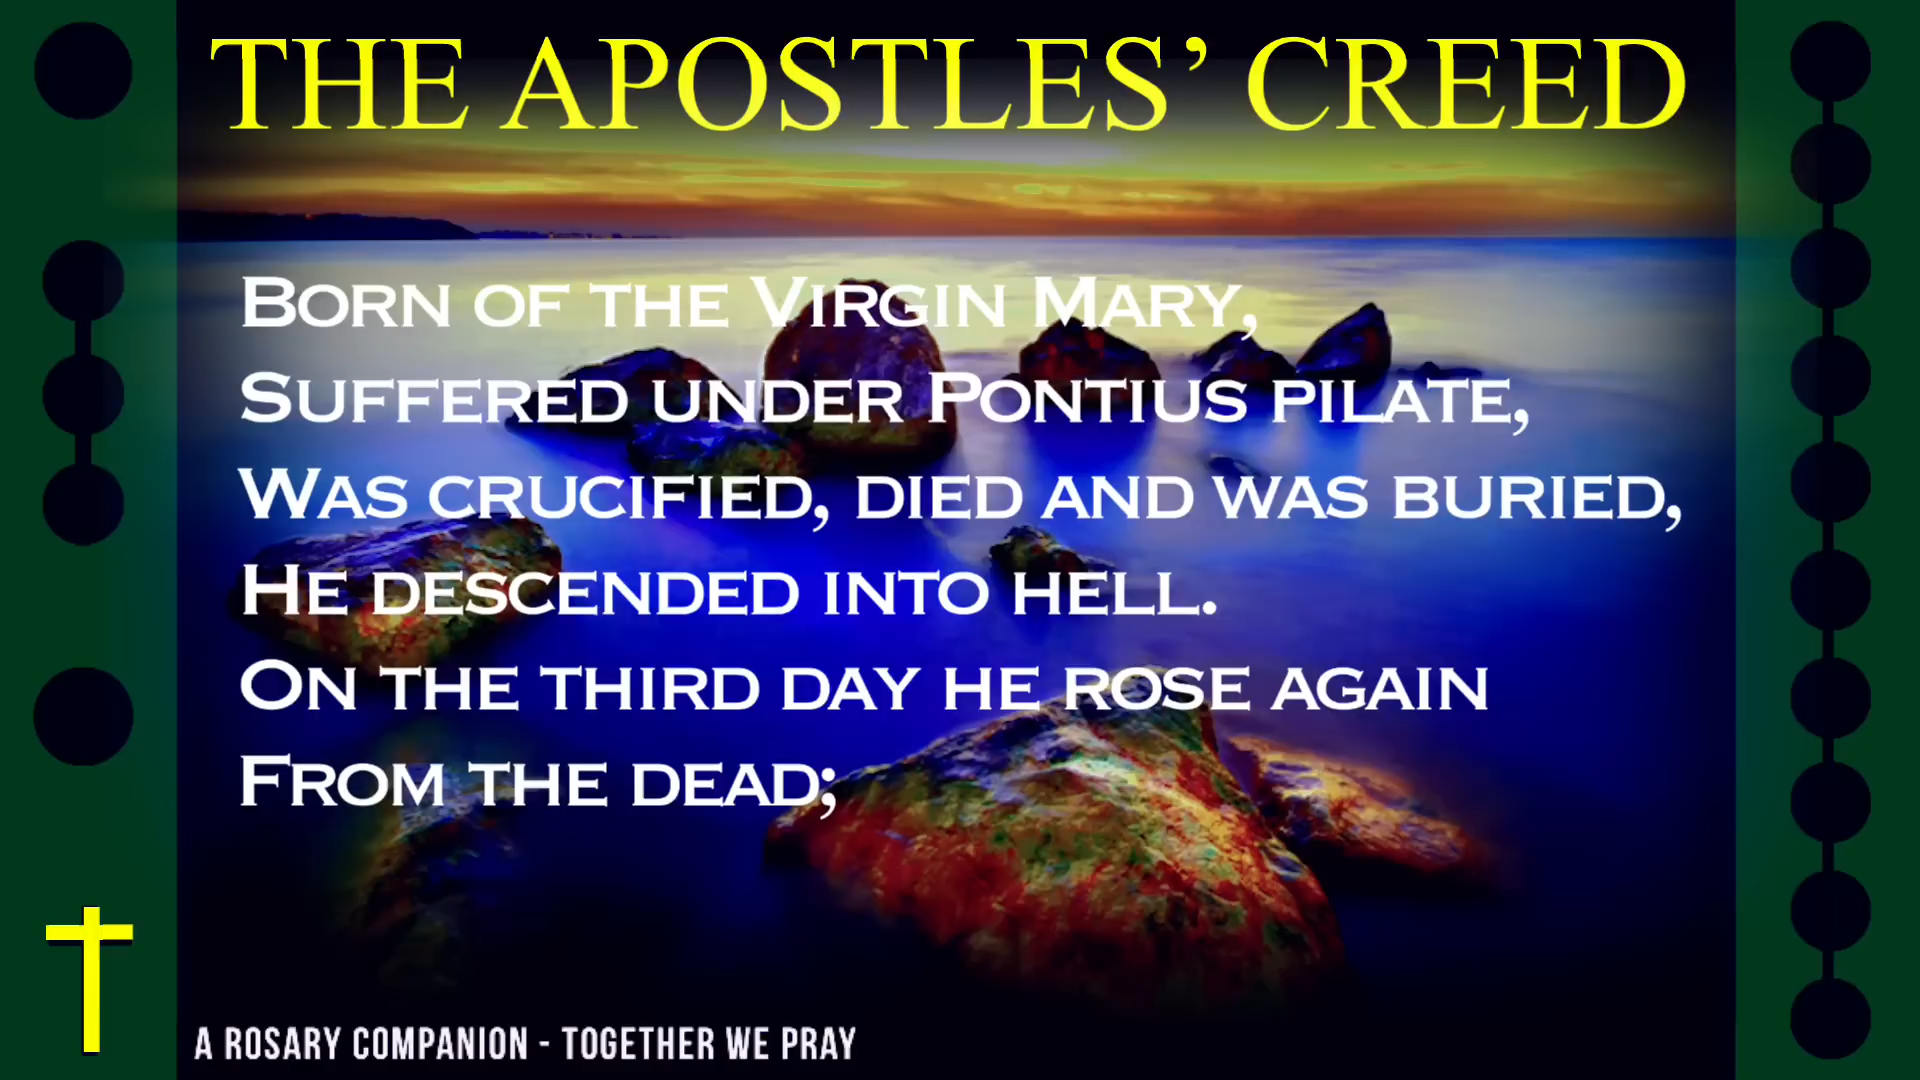 THE APOSTLES’ CREED
Born of the Virgin Mary,
Suffered under Pontius pilate,
Was crucified, died and was buried,
He descended into hell.
On the third day he rose again
From the dead;
A ROSARY COMPANION - TOGETHER WE PRAY